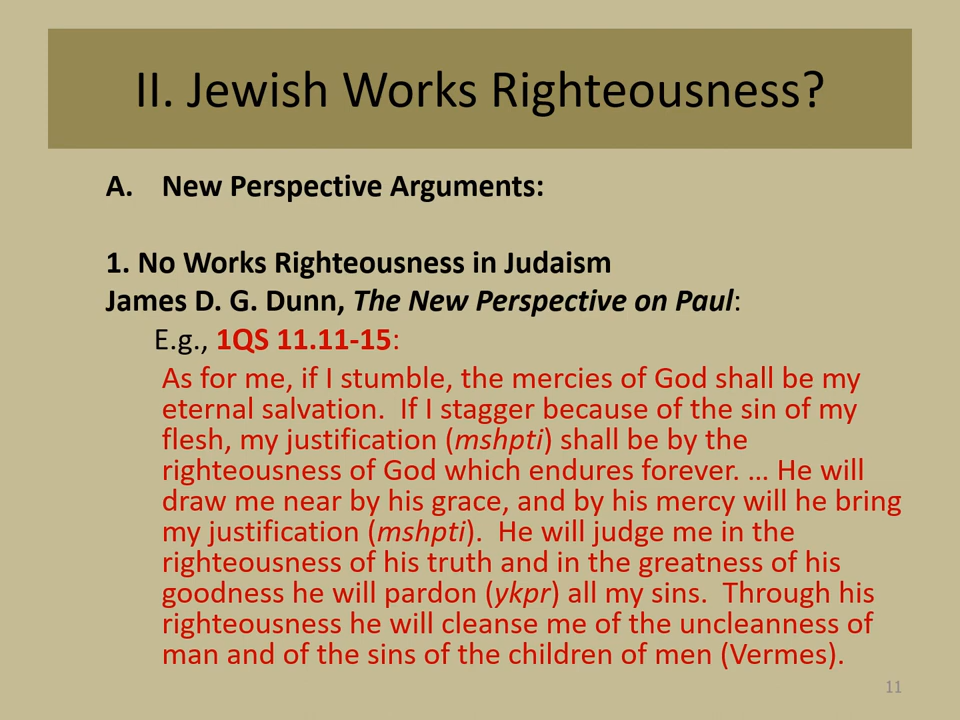 II. Jewish Works Righteousness?
A. New Perspective Arguments:
1. No Works Righteousness in Judaism
James D. G. Dunn, The New Perspective on Paul:
E.g., 1QS 11.11-15:
As for me, if I stumble, the mercies of God shall be my
eternal salvation.  If I stagger because of the sin of my
flesh, my justification (mshpti) shall be by the
righteousness of God which endures forever. … He will
draw me near by his grace, and by his mercy will he bring
my justification (mshpti).  He will judge me in the
righteousness of his truth and in the greatness of his
goodness he will pardon (ykpr) all my sins.  Through his
righteousness he will cleanse me of the uncleanness of
man and of the sins of the children of men (Vermes).
11